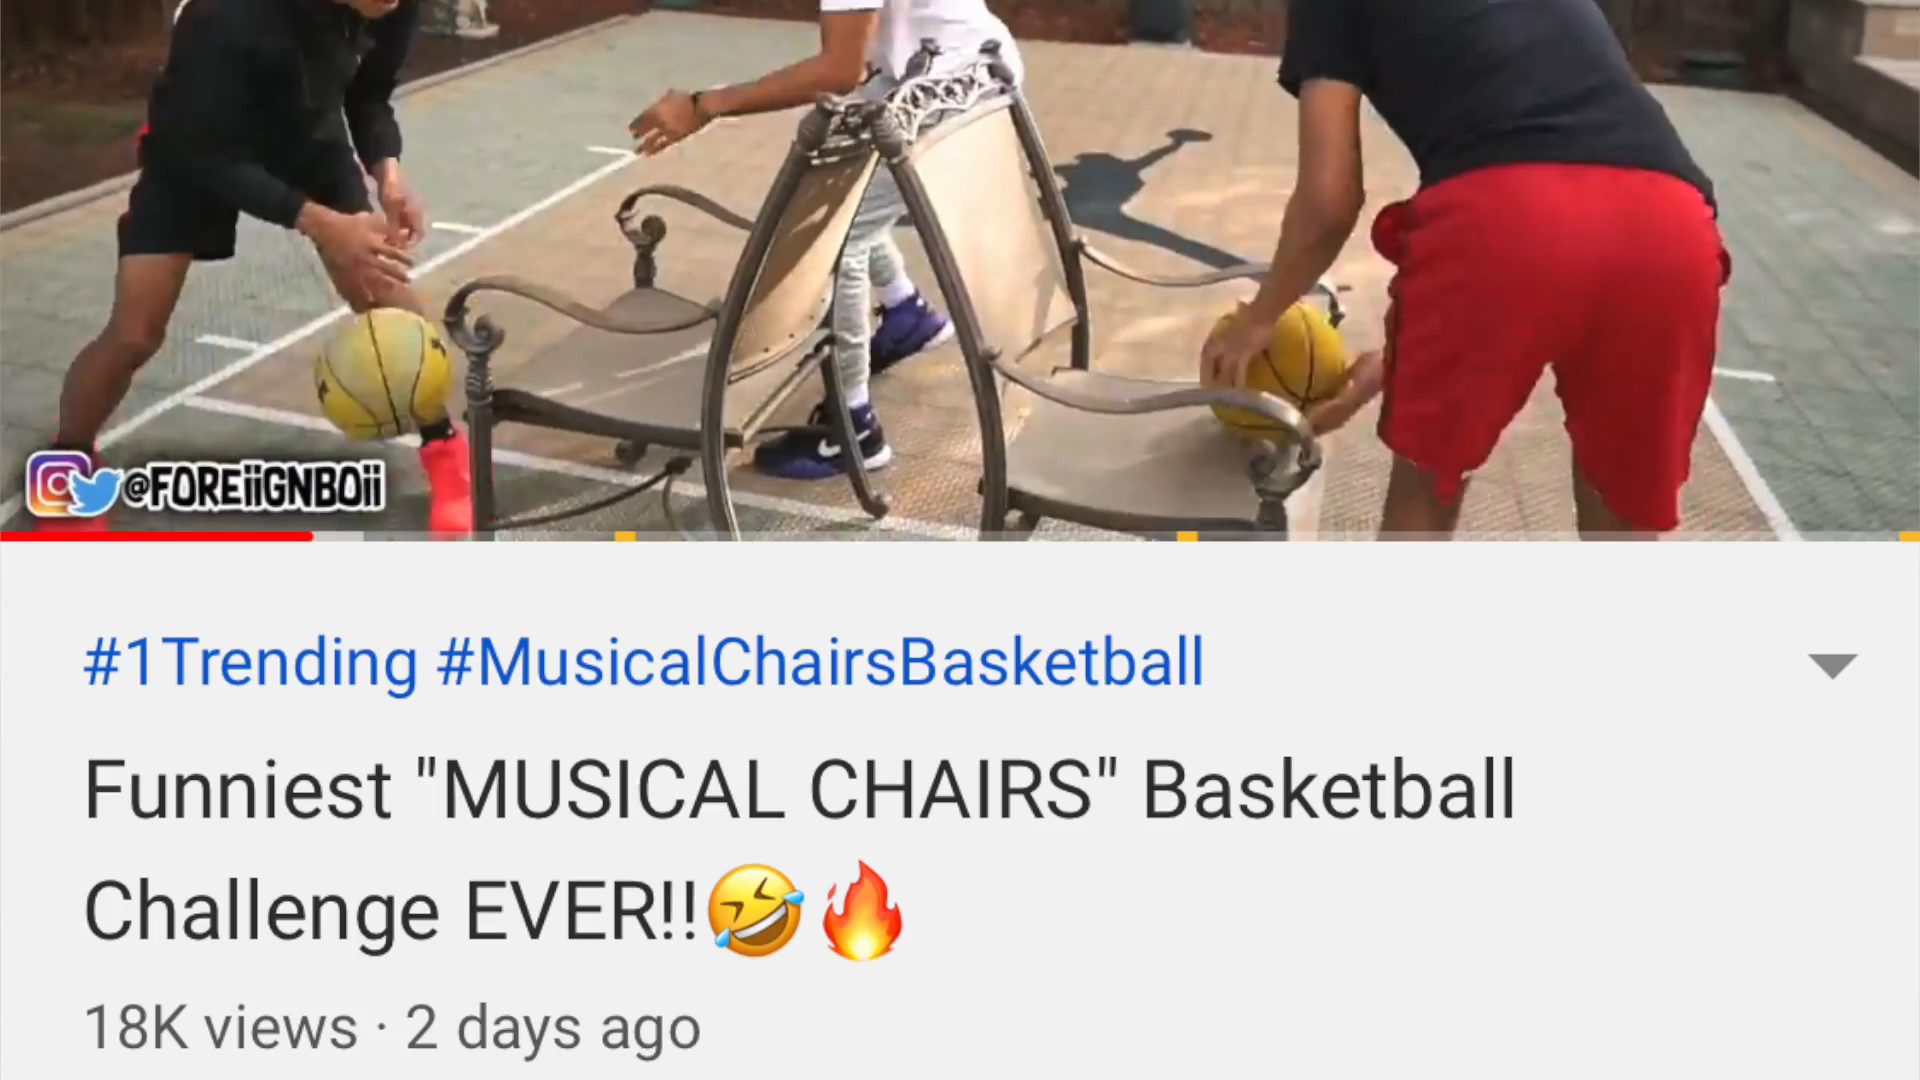 @FOREiiGNBOii
#1Trending #MusicalChairsBasketball
Funniest "MUSICAL CHAIRS" Basketball
Challenge EVER!!🤣🔥
18K views · 2 days ago